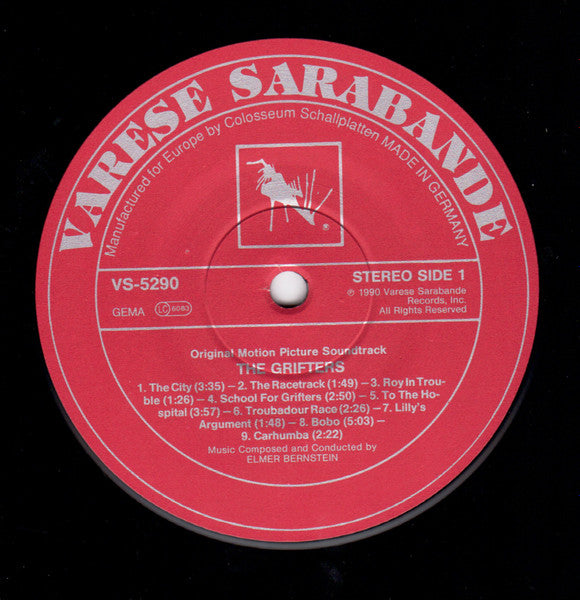 VARESE SARABANDE
Manufactured for Europe by Colosseum Schallplatten MADE IN GERMANY
®
VS-5290
STEREO SIDE 1
GEMA LC 6083
℗ 1990 Varese Sarabande
Records, Inc.
All Rights Reserved
Original Motion Picture Soundtrack
THE GRIFTERS
1. The City (3:35) – 2. The Racetrack (1:49) – 3. Roy in Trou-
ble (1:26) – 4. School For Grifters (2:50) – 5. To The Ho-
spital (3:57) – 6. Troubadour Race (2:26) – 7. Lilly's
Argument (1:48) – 8. Bobo (5:03) –
9. Carhumba (2:22)
Music Composed and Conducted by
ELMER BERNSTEIN